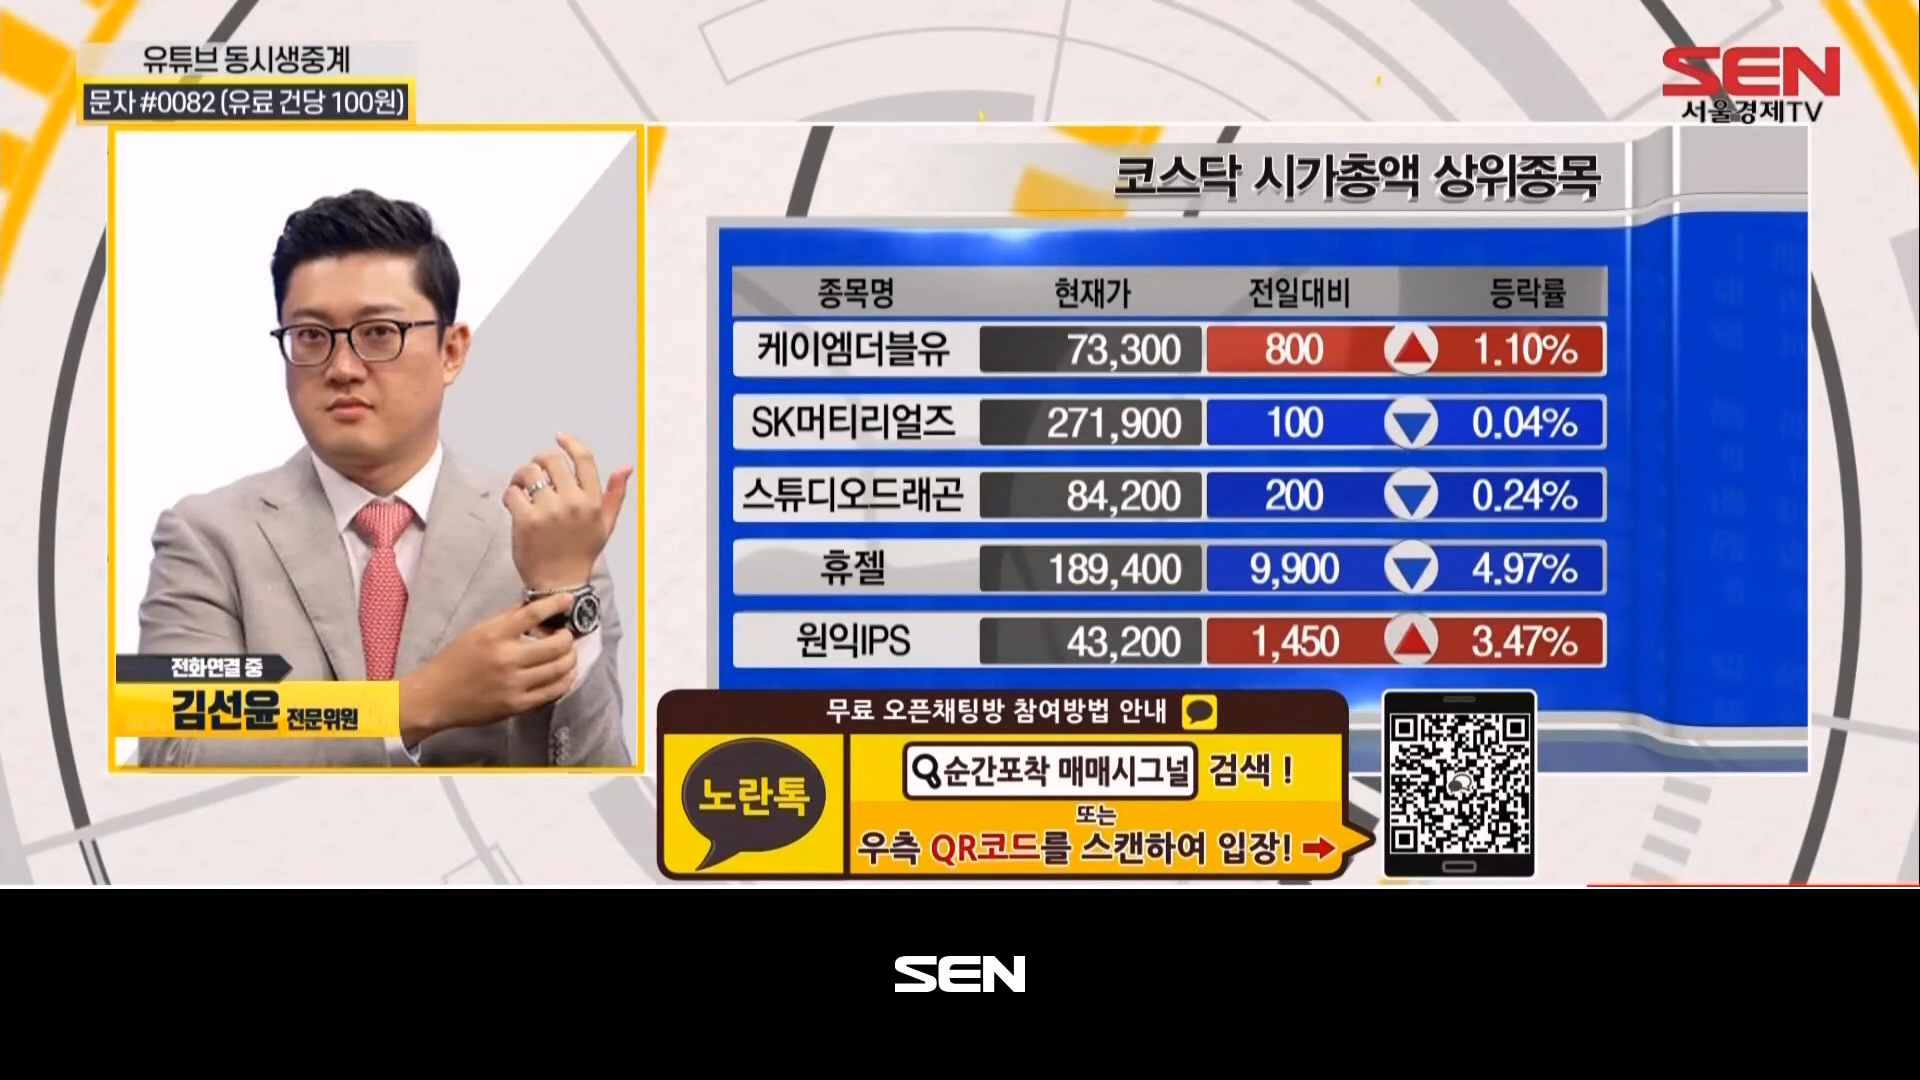 유튜브 동시생중계
문자 #0082 (유료 건당 100원)
SEN
서울경제TV
코스닥 시가총액 상위종목
종목명 현재가 전일대비 등락률
케이엠더블유 73,300 800 1.10%
SK머티리얼즈 271,900 100 0.04%
스튜디오드래곤 84,200 200 0.24%
휴젤 189,400 9,900 4.97%
원익IPS 43,200 1,450 3.47%
전화연결 중
김선윤 전문위원
무료 오픈채팅방 참여방법 안내
노란톡
순간포착 매매시그널 검색 !
또는
우측 QR코드를 스캔하여 입장!
SEN